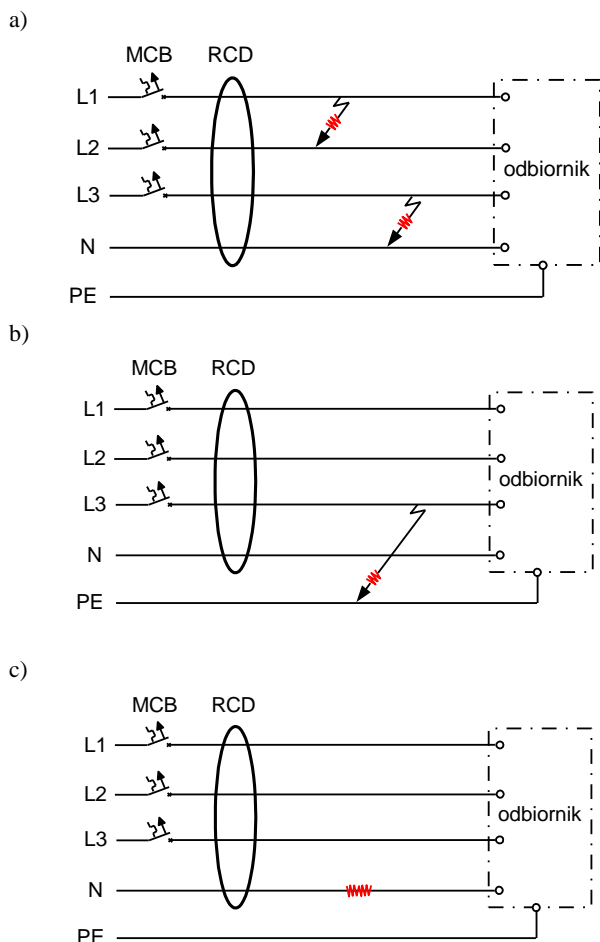 a)
MCB RCD
L1
L2
odbiornik
L3
N
PE
b)
MCB RCD
L1
L2
odbiornik
L3
N
PE
c)
MCB RCD
L1
L2
odbiornik
L3
N
PE